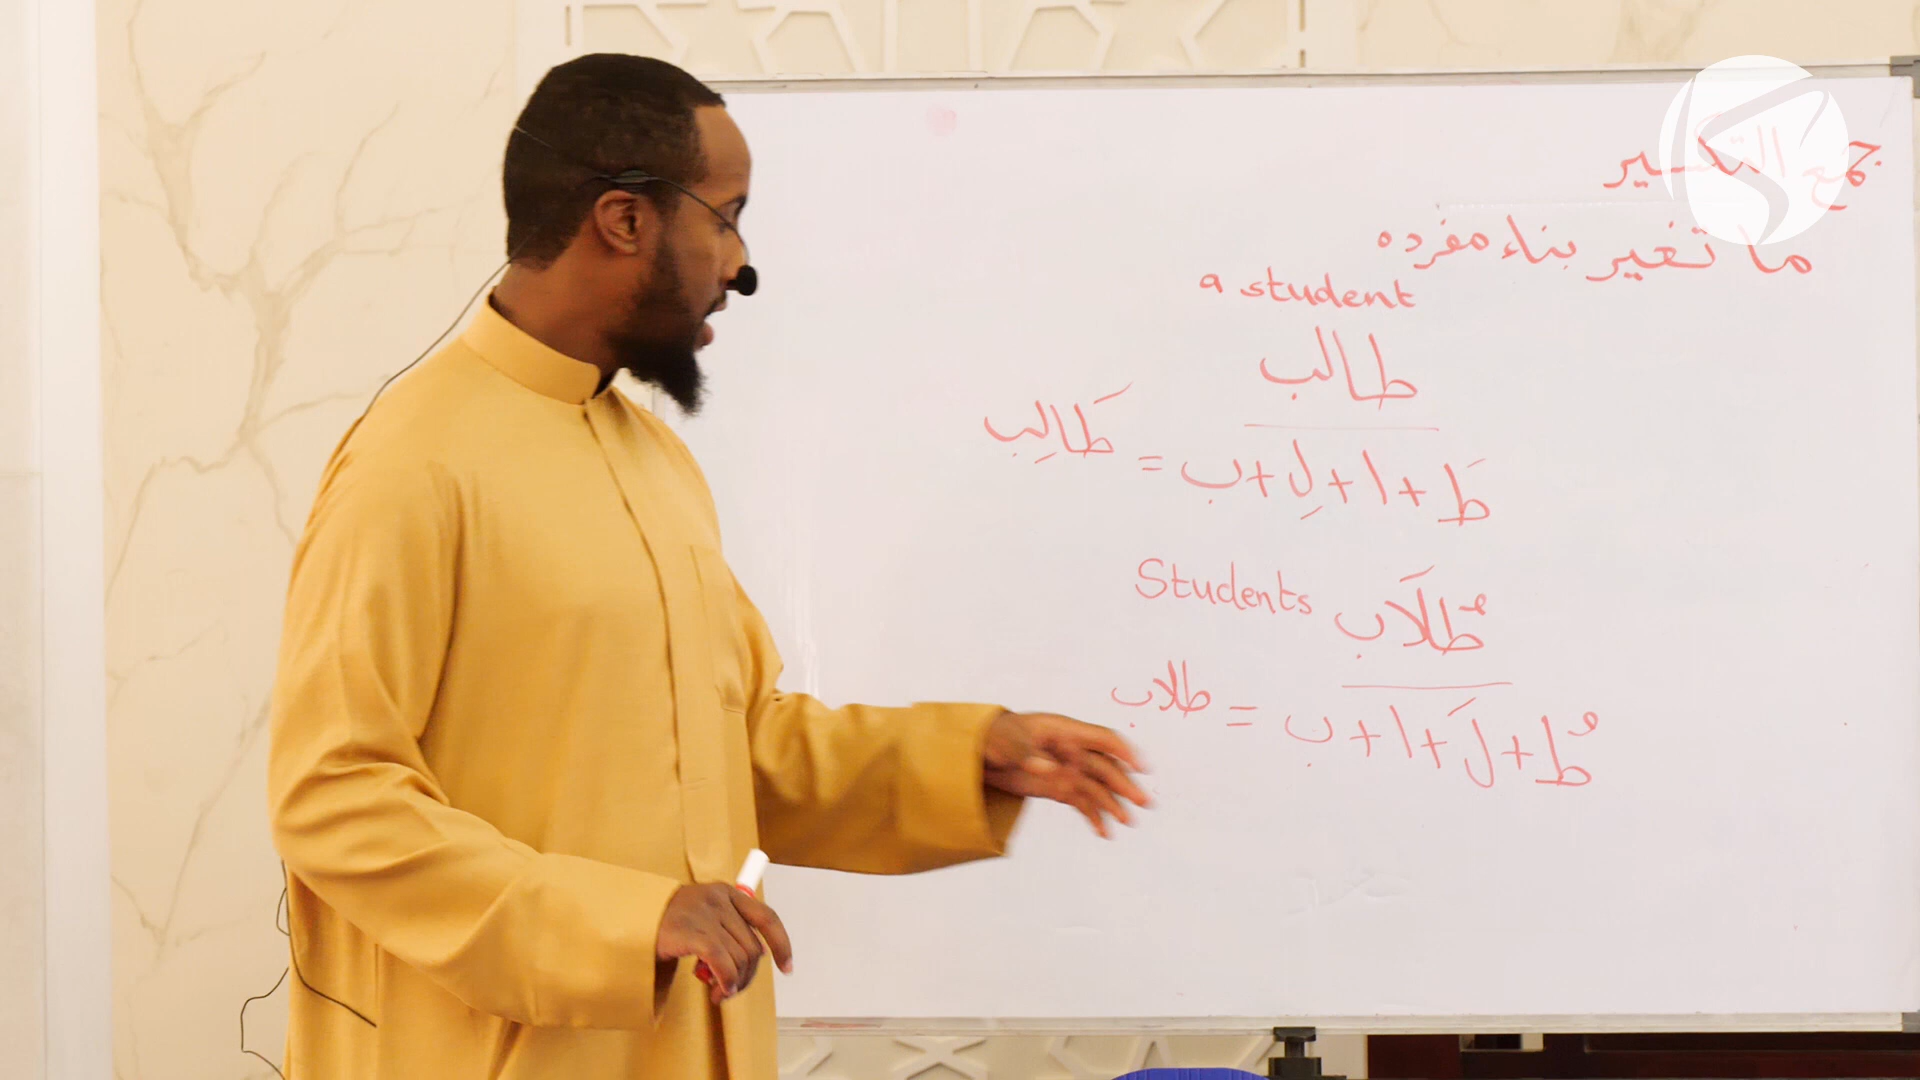 جمع التكسير
ما تغير بناء مفرده
a student
طالب
طَ + ا + لِ + ب = طَالِب
Students طُلَاب
طُ + لَ + ا + ب = طلاب